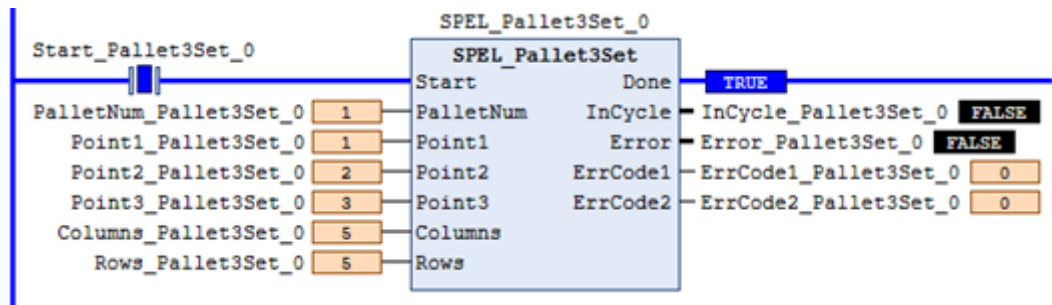 SPEL_Pallet3Set_0
Start_Pallet3Set_0
SPEL_Pallet3Set
Start Done TRUE
PalletNum_Pallet3Set_0 1 PalletNum InCycle InCycle_Pallet3Set_0 FALSE
Point1_Pallet3Set_0 1 Point1 Error Error_Pallet3Set_0 FALSE
Point2_Pallet3Set_0 2 Point2 ErrCode1 ErrCode1_Pallet3Set_0 0
Point3_Pallet3Set_0 3 Point3 ErrCode2 ErrCode2_Pallet3Set_0 0
Columns_Pallet3Set_0 5 Columns
Rows_Pallet3Set_0 5 Rows